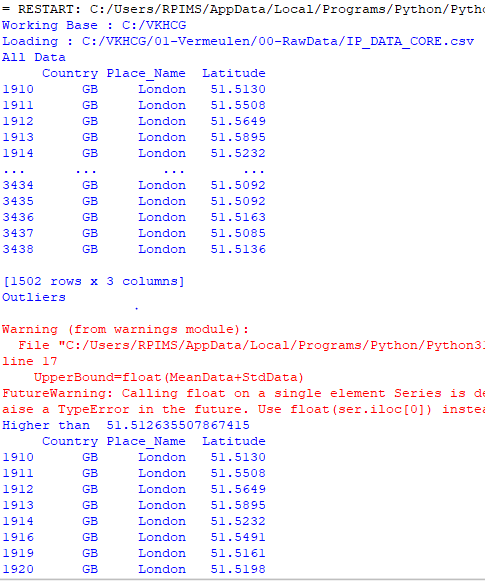 = RESTART: C:/Users/RPIMS/AppData/Local/Programs/Python/Pytho
Working Base : C:/VKHCG
Loading : C:/VKHCG/01-Vermeulen/00-RawData/IP_DATA_CORE.csv
All Data
Country Place_Name Latitude
1910 GB London 51.5130
1911 GB London 51.5508
1912 GB London 51.5649
1913 GB London 51.5895
1914 GB London 51.5232
... ... ... ...
3434 GB London 51.5092
3435 GB London 51.5092
3436 GB London 51.5163
3437 GB London 51.5085
3438 GB London 51.5136
[1502 rows x 3 columns]
Outliers
Warning (from warnings module):
File "C:/Users/RPIMS/AppData/Local/Programs/Python/Python3
line 17
UpperBound=float(MeanData+StdData)
FutureWarning: Calling float on a single element Series is de
aise a TypeError in the future. Use float(ser.iloc[0]) instea
Higher than 51.512635507867415
Country Place_Name Latitude
1910 GB London 51.5130
1911 GB London 51.5508
1912 GB London 51.5649
1913 GB London 51.5895
1914 GB London 51.5232
1916 GB London 51.5491
1919 GB London 51.5161
1920 GB London 51.5198